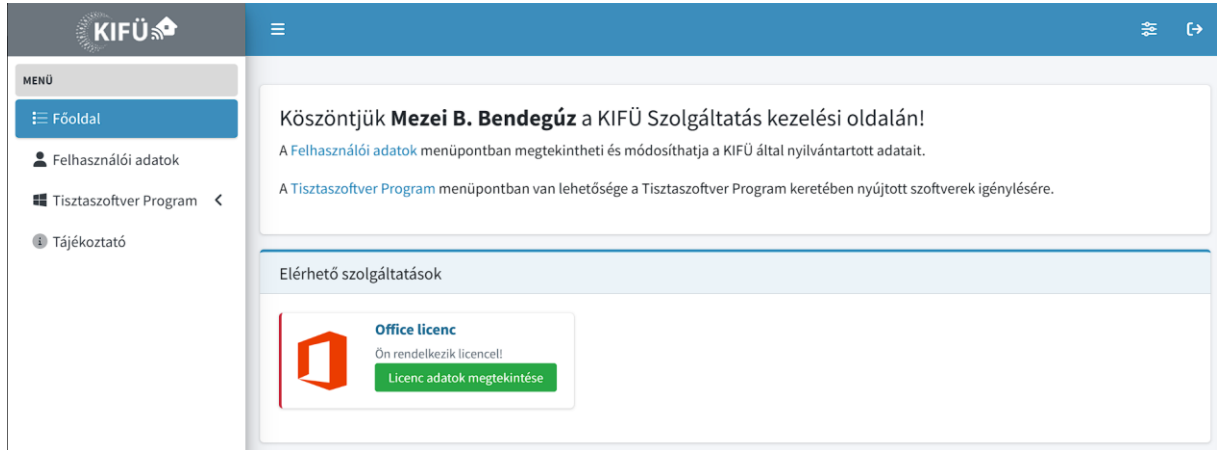 KIFÜ
MENÜ
Főoldal
Felhasználói adatok
Tisztaszoftver Program
Tájékoztató
Köszöntjük Mezei B. Bendegúz a KIFÜ Szolgáltatás kezelési oldalán!
A Felhasználói adatok menüpontban megtekintheti és módosíthatja a KIFÜ által nyilvántartott adatait.
A Tisztaszoftver Program menüpontban van lehetősége a Tisztaszoftver Program keretében nyújtott szoftverek igénylésére.
Elérhető szolgáltatások
Office licenc
Ön rendelkezik licencel!
Licenc adatok megtekintése